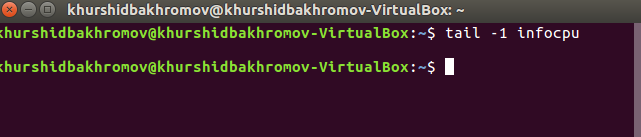 khurshidbakhromov@khurshidbakhromov-VirtualBox: ~
khurshidbakhromov@khurshidbakhromov-VirtualBox:~$ tail -1 infocpu
khurshidbakhromov@khurshidbakhromov-VirtualBox:~$